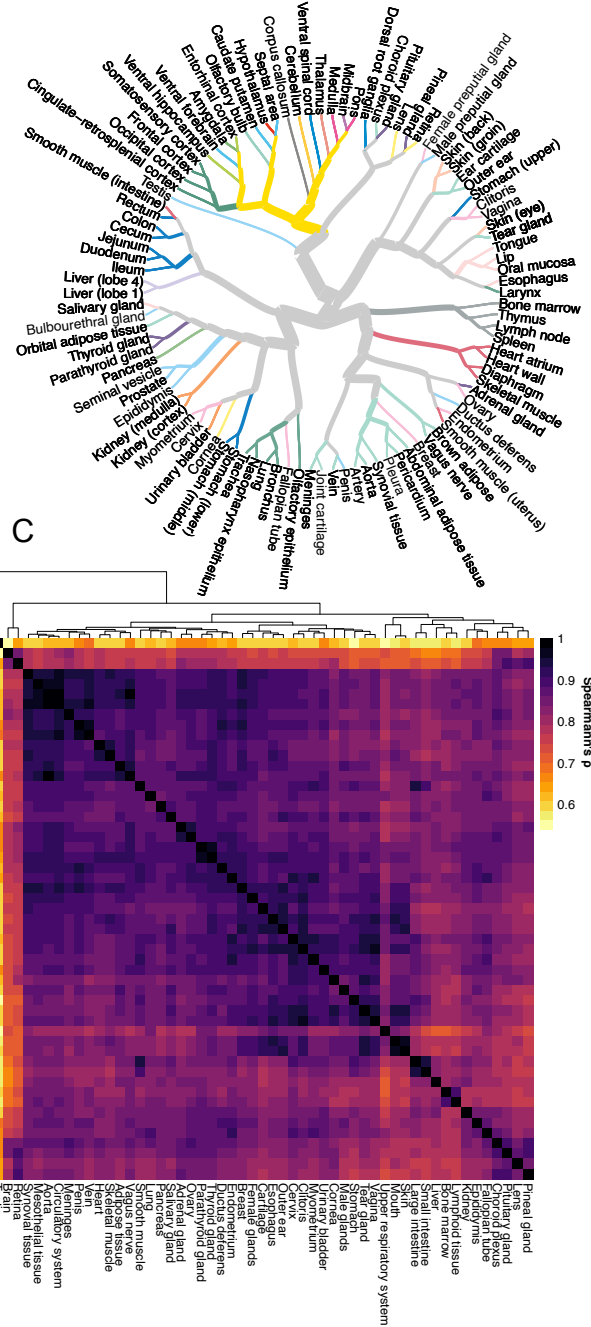 Testis
Cingulate−retrosplenial cortex
Occipital cortex
Frontal cortex
Somatosensory cortex
Ventral hippocampus
Ventral forebrain
Amygdala
Entorhinal cortex
Olfactory bulb
Caudate putamen
Hypothalamus
Septal area
Corpus callosum
Cerebellum
Ventral spinal cord
Thalamus
Medulla
Midbrain
Pons
Dorsal root ganglia
Choroid plexus
Pituitary gland
Lens
Pineal gland
Retina
Female preputial gland
Male preputial gland
Skin (back)
Skin (groin)
Ear cartilage
Outer ear
Stomach (upper)
Clitoris
Vagina
Skin (eye)
Tear gland
Tongue
Lip
Oral mucosa
Esophagus
Larynx
Bone marrow
Thymus
Lymph node
Spleen
Heart atrium
Heart wall
Diaphragm
Skeletal muscle
Adrenal gland
Ovary
Ductus deferens
Endometrium
Smooth muscle (uterus)
Brown adipose
Vagus nerve
Breast
Abdominal adipose tissue
Pericardium
Pleura
Synovial tissue
Aorta
Artery
Penis
Vein
Joint cartilage
Meninges
Olfactory epithelium
Fallopian tube
Bronchus
Lung
Nasopharynx epithelium
Trachea
Stomach (lower)
Stomach (middle)
Urinary bladder
Cornea
Cervix
Myometrium
Kidney (cortex)
Kidney (medulla)
Epididymis
Prostate
Seminal vesicle
Pancreas
Parathyroid gland
Thyroid gland
Orbital adipose tissue
Bulbourethral gland
Salivary gland
Liver (lobe 1)
Liver (lobe 4)
Ileum
Duodenum
Jejunum
Cecum
Colon
Rectum
Smooth muscle (intestine)
C
1
0.9
0.8
0.7
0.6
Spearmann's ρ
Brain
Retina
Synovial tissue
Mesothelial tissue
Aorta
Circulatory system
Meninges
Penis
Vein
Heart
Skeletal muscle
Adipose tissue
Vagus nerve
Smooth muscle
Lung
Pancreas
Salivary gland
Adrenal gland
Ovary
Parathyroid gland
Thyroid gland
Ductus deferens
Endometrium
Breast
Female glands
Cartilage
Esophagus
Outer ear
Cervix
Clitoris
Myometrium
Urinary bladder
Cornea
Male glands
Stomach
Tear gland
Vagina
Upper respiratory system
Mouth
Skin
Large intestine
Small intestine
Liver
Bone marrow
Lymphoid tissue
Kidney
Epididymis
Fallopian tube
Choroid plexus
Pituitary gland
Lens
Pineal gland